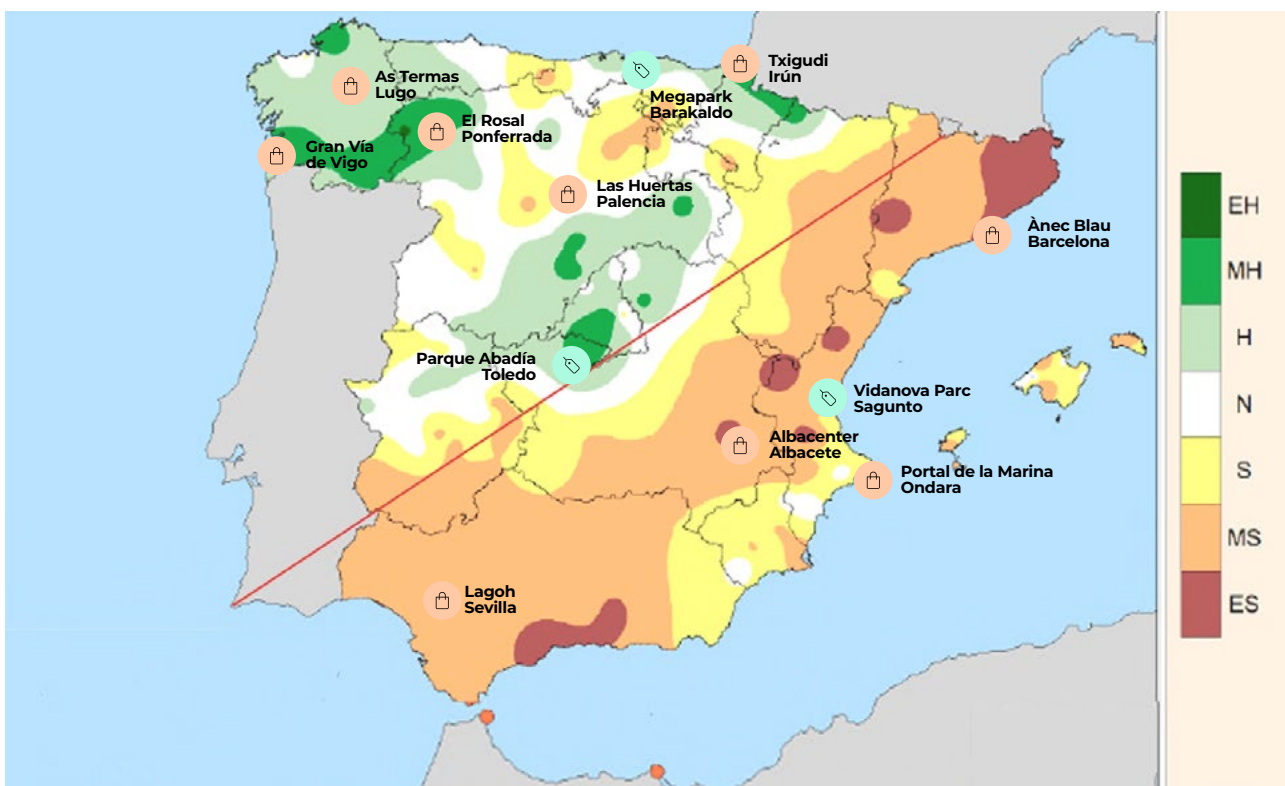 Txigudi
Irún
As Termas
Lugo
Megapark
Barakaldo
El Rosal
Ponferrada
Gran Vía
de Vigo
Las Huertas
Palencia
Ànec Blau
Barcelona
Parque Abadía
Toledo
Vidanova Parc
Sagunto
Albacenter
Albacete
Portal de la Marina
Ondara
Lagoh
Sevilla
EH
MH
H
N
S
MS
ES